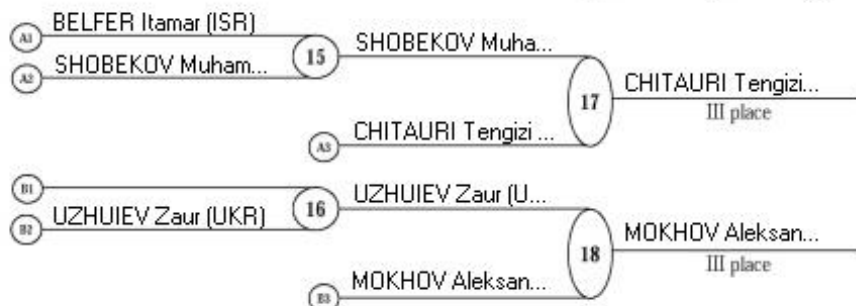 A1 BELFER Itamar (ISR)
15 SHOBEKOV Muha...
A2 SHOBEKOV Muham...
17 CHITAURI Tengizi...
III place
A3 CHITAURI Tengizi ...
B1
16 UZHUIEV Zaur (U...
B2 UZHUIEV Zaur (UKR)
18 MOKHOV Aleksan...
III place
B3 MOKHOV Aleksan...